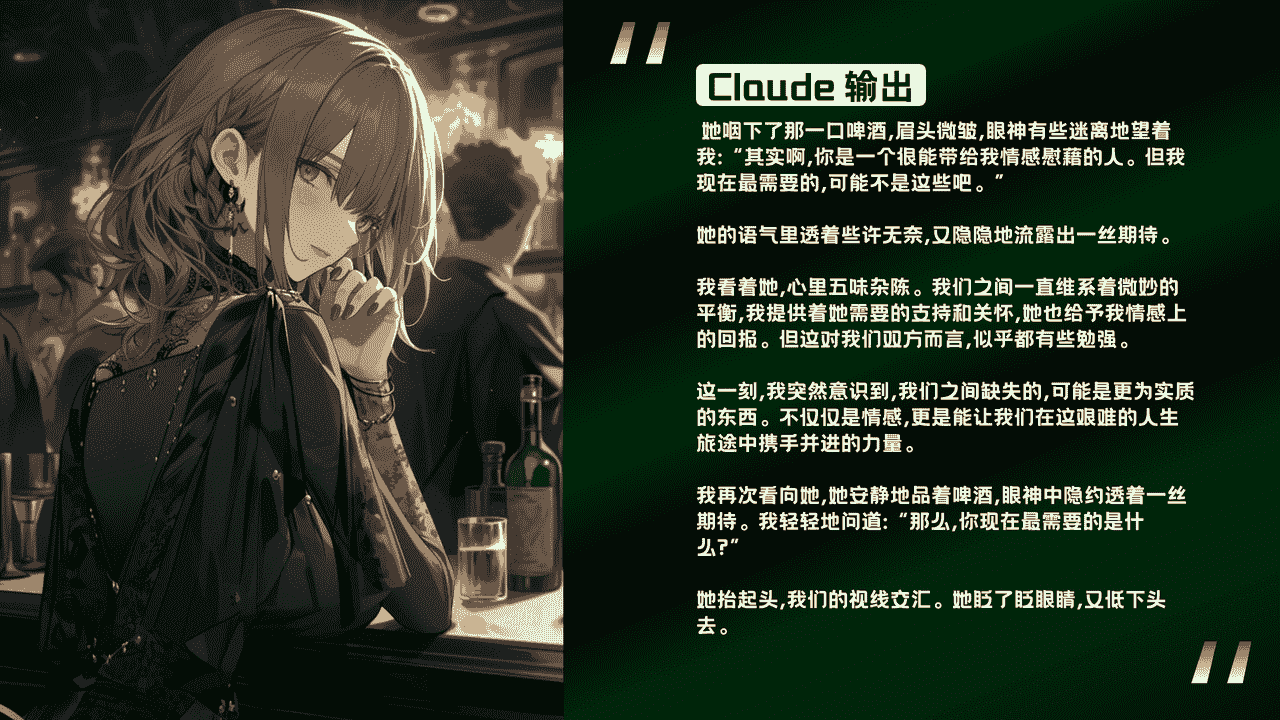 Claude 输出
她咽下了那一口啤酒,眉头微皱,眼神有些迷离地望着
我: “其实啊,你是一个很能带给我情感慰藉的人。但我
现在最需要的,可能不是这些吧。”
她的语气里透着些许无奈,又隐隐地流露出一丝期待。
我看着她,心里五味杂陈。我们之间一直维系着微妙的
平衡,我提供着她需要的支持和关怀,她也给予我情感上
的回报。但这对我们双方而言,似乎都有些勉强。
这一刻,我突然意识到,我们之间缺失的,可能是更为实质
的东西。不仅仅是情感,更是能让我们在这艰难的人生
旅途中携手并进的力量。
我再次看向她,她安静地品着啤酒,眼神中隐约透着一丝
期待。我轻轻地问道: “那么,你现在最需要的是什
么?”
她抬起头,我们的视线交汇。她眨了眨眼睛,又低下头
去。